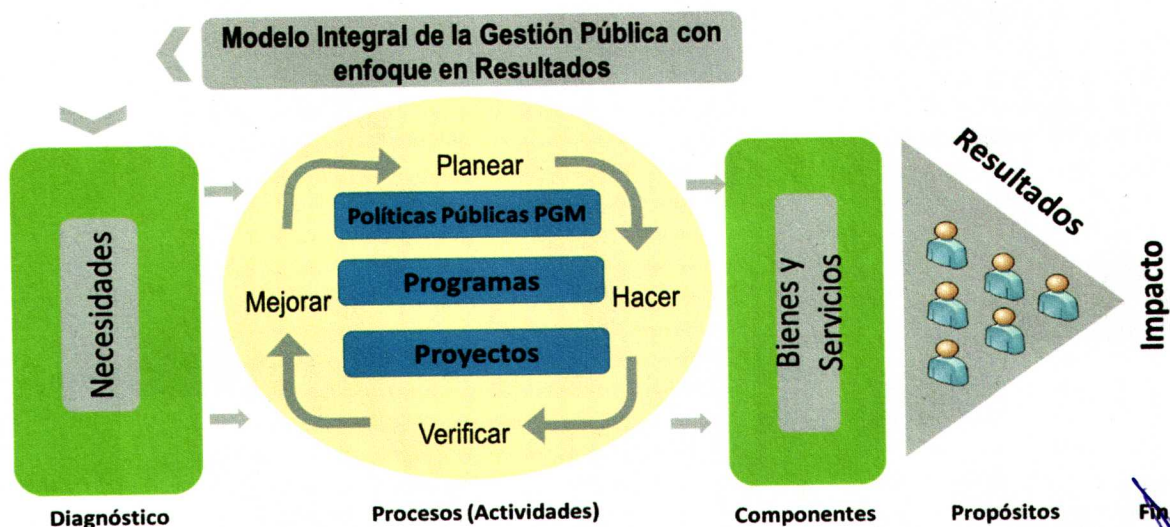 Modelo Integral de la Gestión Pública con
enfoque en Resultados
Necesidades
Planear
Políticas Públicas PGM
Programas
Proyectos
Mejorar
Hacer
Verificar
Bienes y
Servicios
Resultados
Impacto
Diagnóstico
Procesos (Actividades)
Componentes
Propósitos
Fin